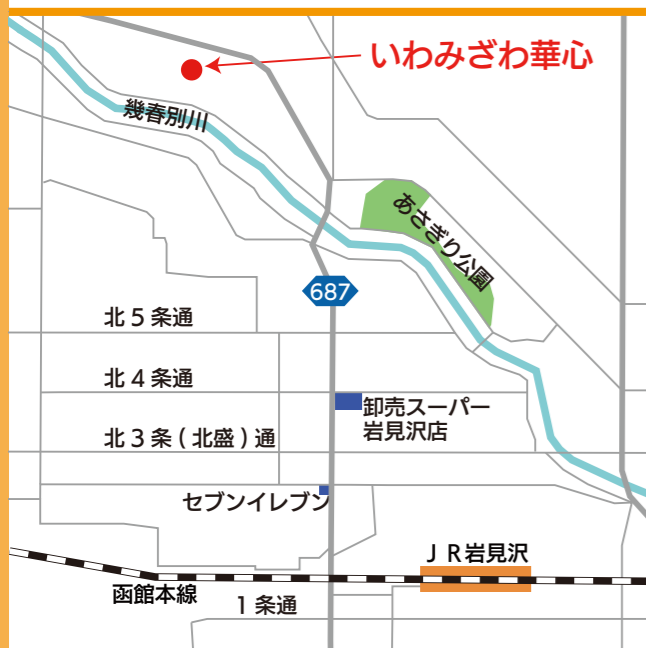 いわみざわ華心
幾春別川
あさぎり公園
687
北5条通
北4条通
卸売スーパー
岩見沢店
北3条(北盛)通
セブンイレブン
JR岩見沢
函館本線
1条通